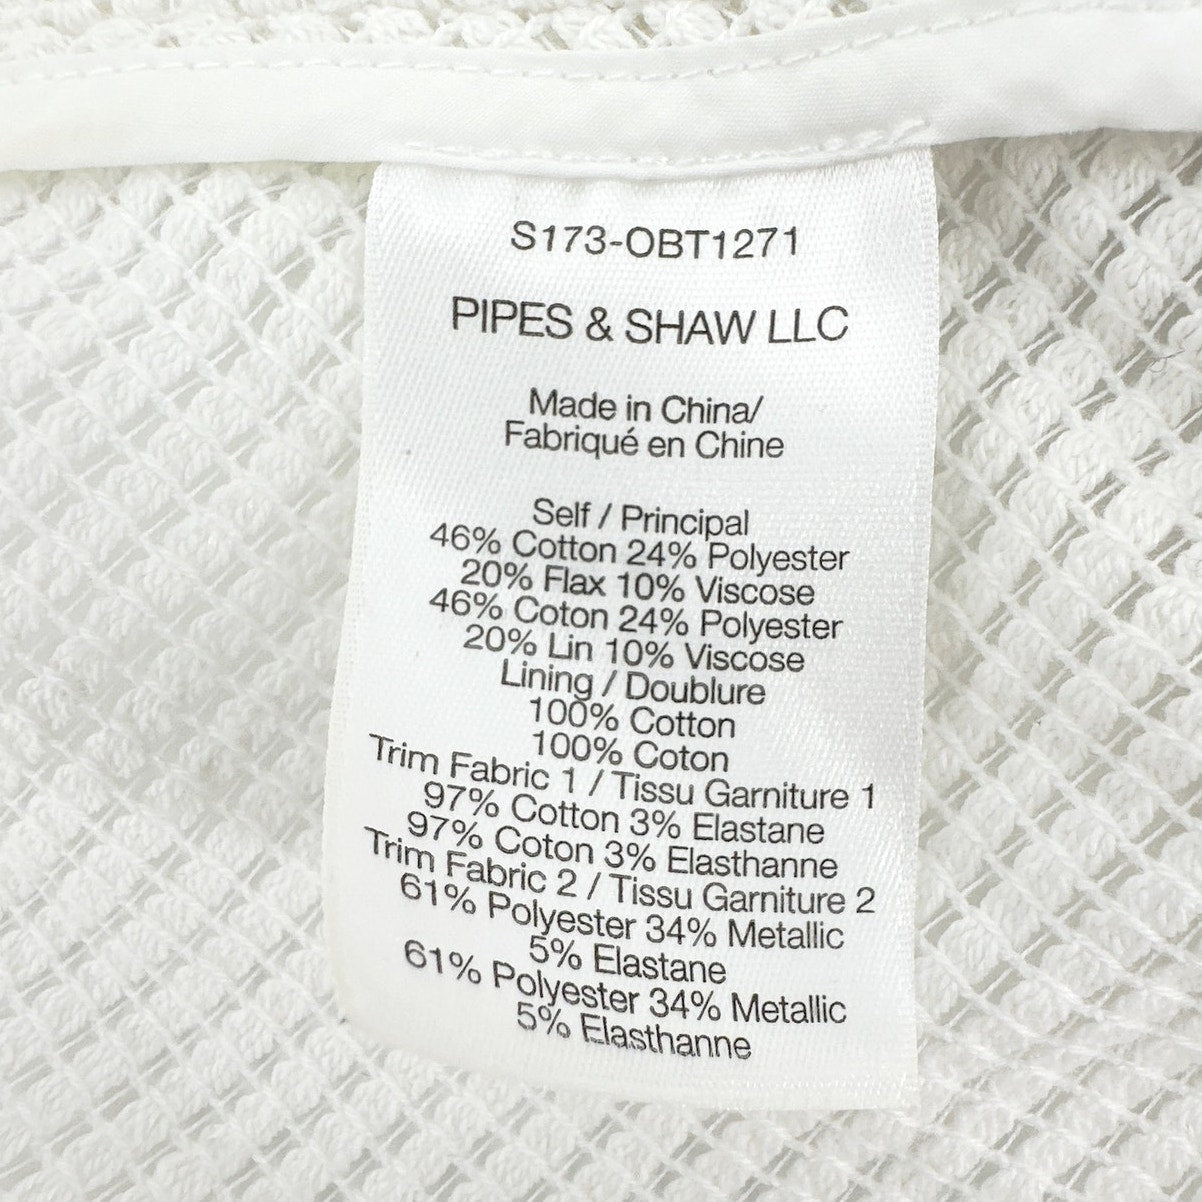 S173-OBT1271
PIPES & SHAW LLC
Made in China/
Fabriqué en Chine
Self / Principal
46% Cotton 24% Polyester
20% Flax 10% Viscose
46% Coton 24% Polyester
20% Lin 10% Viscose
Lining / Doublure
100% Cotton
100% Coton
Trim Fabric 1 / Tissu Garniture 1
97% Cotton 3% Elastane
97% Coton 3% Elasthanne
Trim Fabric 2 / Tissu Garniture 2
61% Polyester 34% Metallic
5% Elastane
61% Polyester 34% Metallic
5% Elasthanne